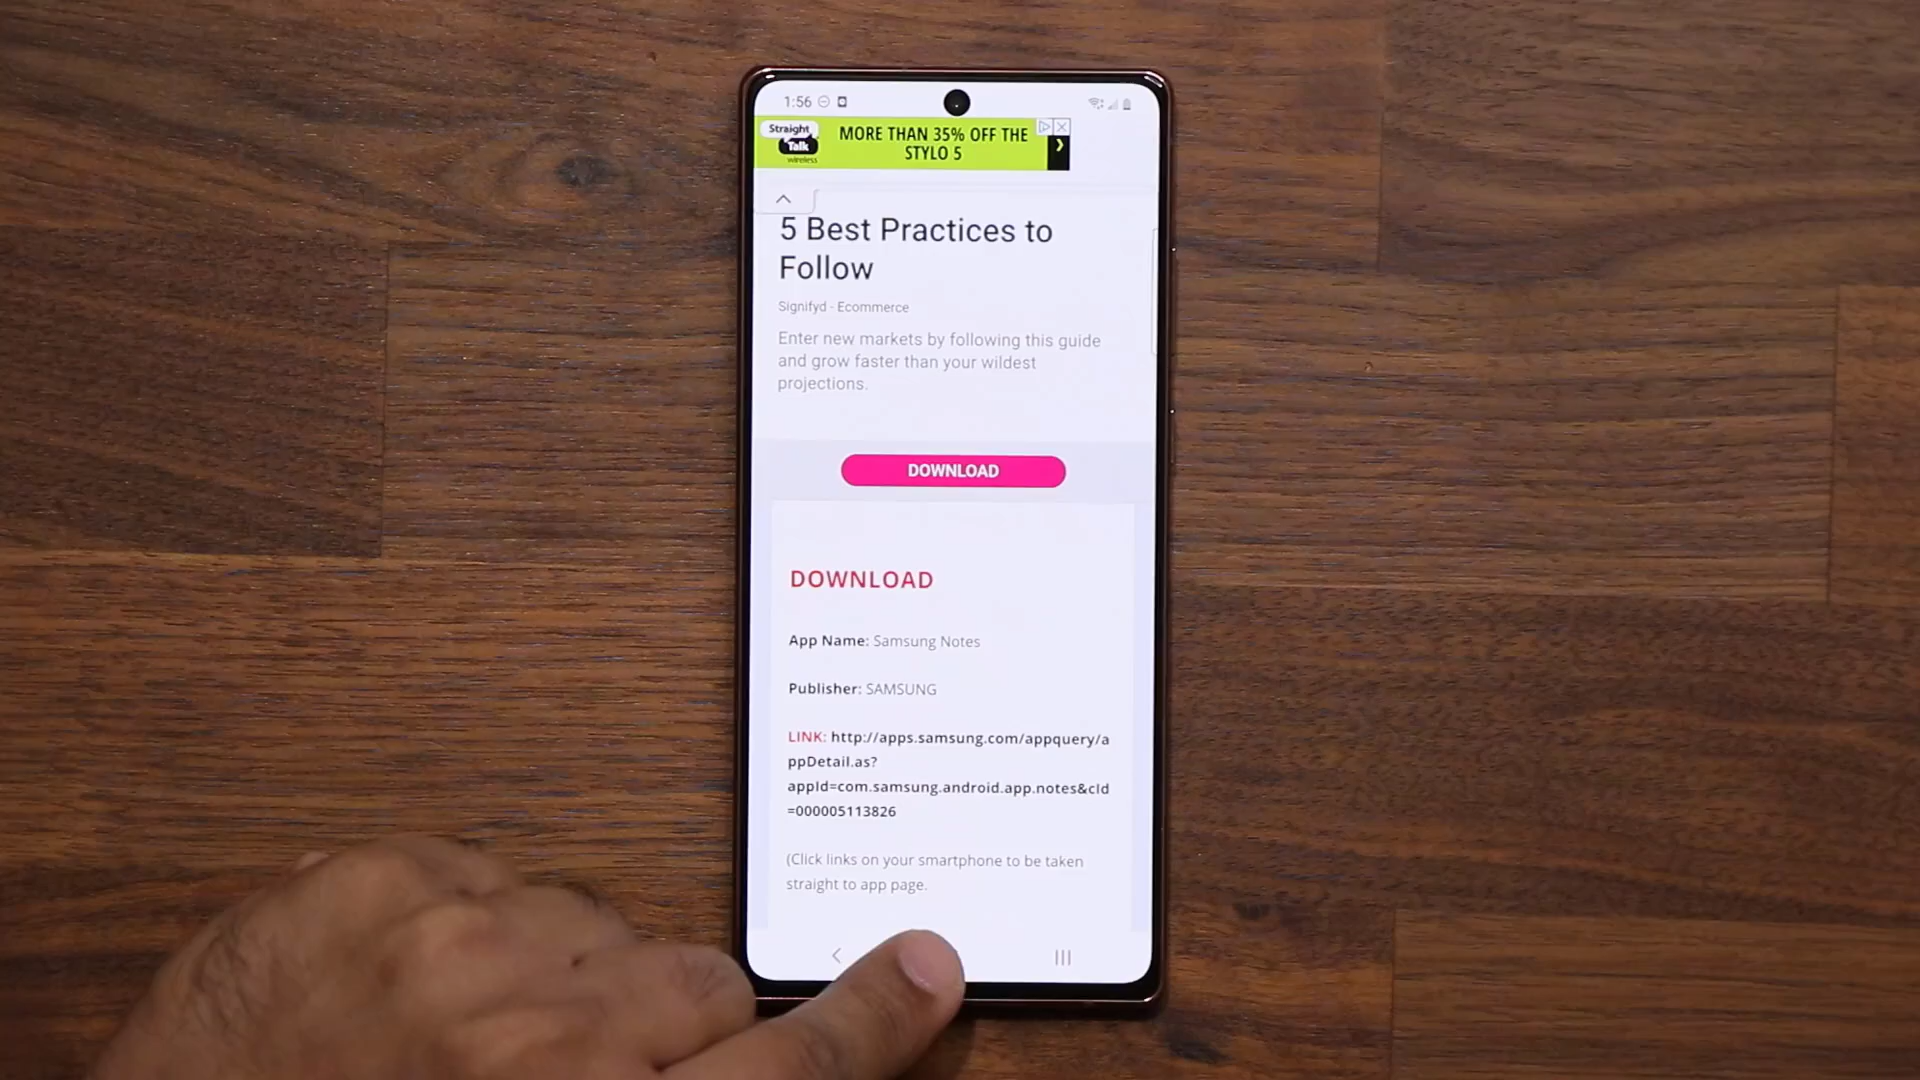 1:56
Straight
Talk
wireless
MORE THAN 35% OFF THE
STYLO 5
5 Best Practices to
Follow
Signifyd - Ecommerce
Enter new markets by following this guide
and grow faster than your wildest
projections.
DOWNLOAD
DOWNLOAD
App Name: Samsung Notes
Publisher: SAMSUNG
LINK: http://apps.samsung.com/appquery/a
ppDetail.as?
appId=com.samsung.android.app.notes&cId
=000005113826
(Click links on your smartphone to be taken
straight to app page.